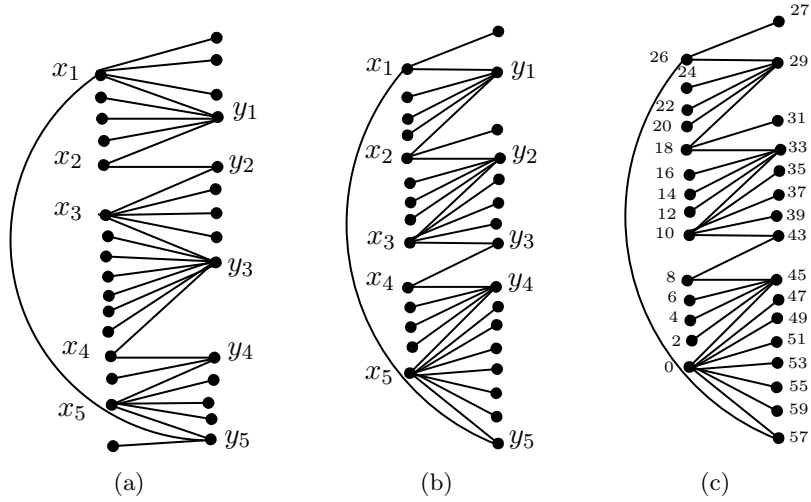 x₁
y₁
x₂
y₂
x₃
y₃
x₄
y₄
x₅
y₅
(a)
x₁
y₁
x₂
y₂
x₃
y₃
x₄
y₄
x₅
y₅
(b)
27
26
29
24
22
20
31
18
33
35
16
37
14
12
39
10
43
8
45
6
47
4
49
2
51
0
53
55
59
57
(c)